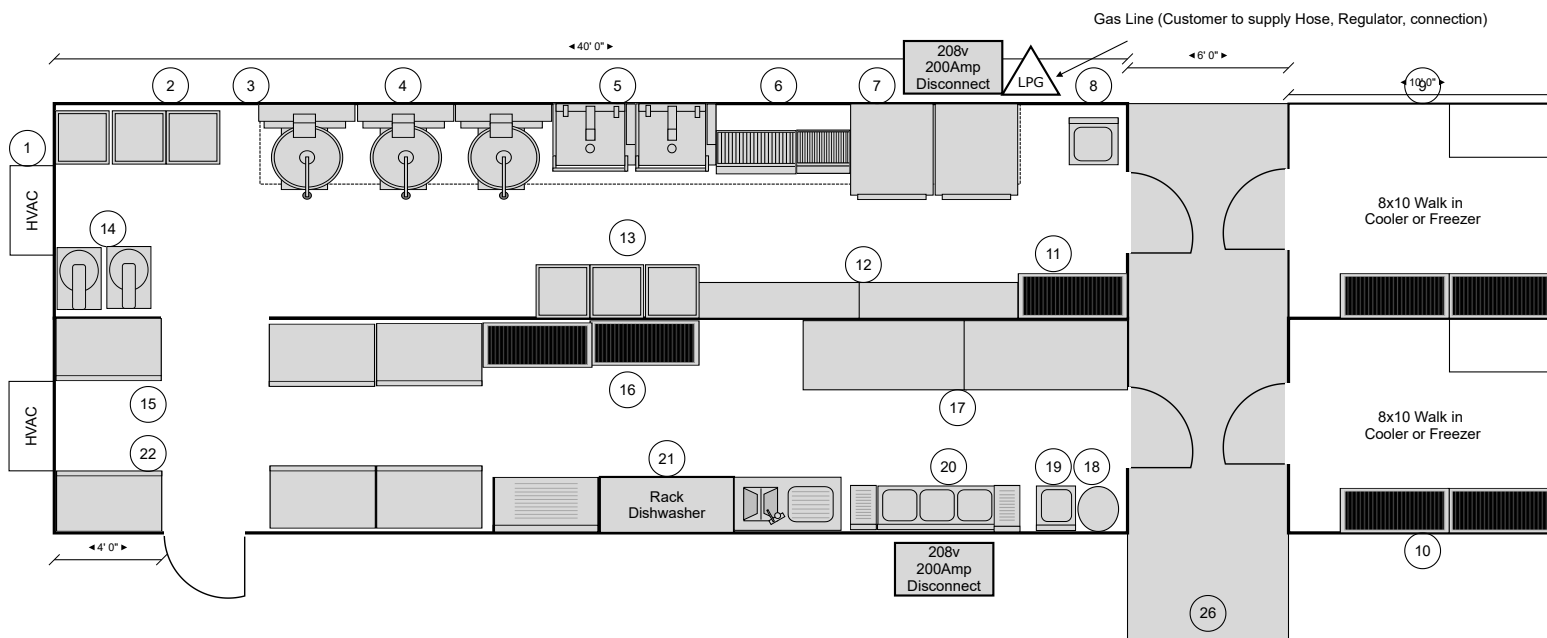 Gas Line (Customer to supply Hose, Regulator, connection)
40' 0"
208v
200Amp
Disconnect
LPG
6' 0"
10' 0"
2
3
4
5
6
7
8
9
1
HVAC
8x10 Walk in
Cooler or Freezer
14
13
12
11
HVAC
15
16
17
8x10 Walk in
Cooler or Freezer
22
21
20
19
18
Rack
Dishwasher
4' 0"
208v
200Amp
Disconnect
10
26